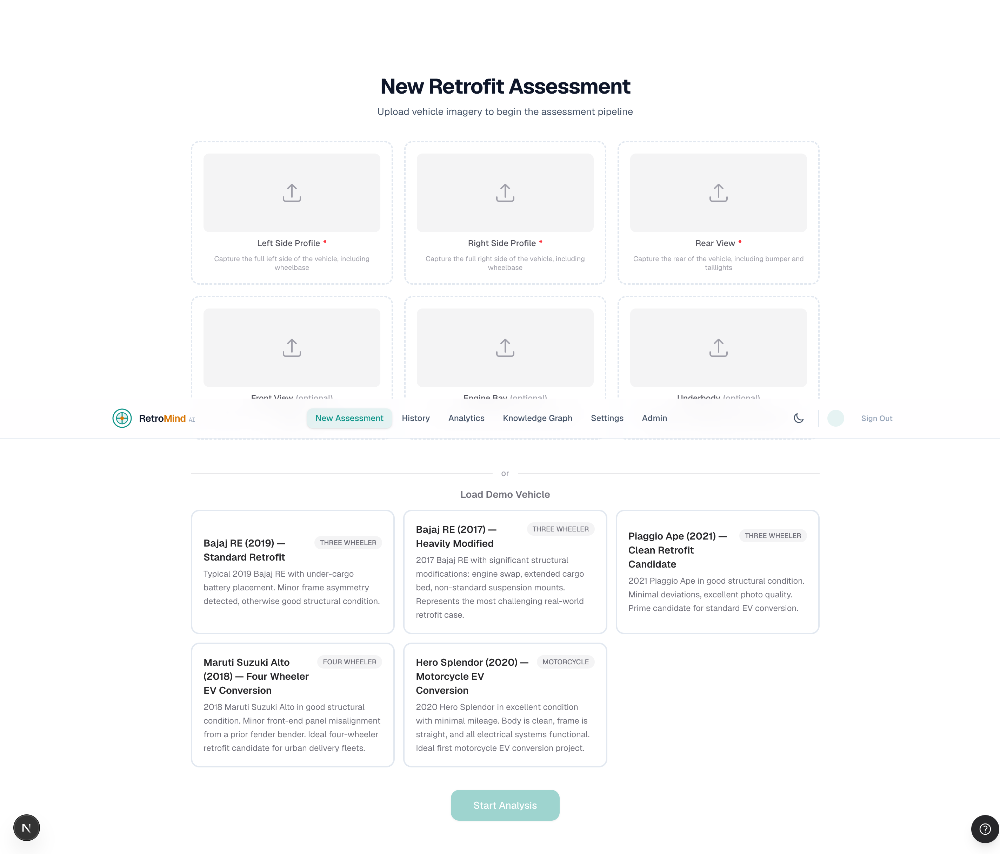 New Retrofit Assessment
Upload vehicle imagery to begin the assessment pipeline
Left Side Profile *
Capture the full left side of the vehicle, including
wheelbase
Right Side Profile *
Capture the full right side of the vehicle, including
wheelbase
Rear View *
Capture the rear of the vehicle, including bumper and
taillights
Front View (optional)
Engine Bay (optional)
Underbody (optional)
RetroMind AI
New Assessment
History
Analytics
Knowledge Graph
Settings
Admin
Sign Out
or
Load Demo Vehicle
Bajaj RE (2019) —
Standard Retrofit
THREE WHEELER
Typical 2019 Bajaj RE with under-cargo
battery placement. Minor frame asymmetry
detected, otherwise good structural condition.
Bajaj RE (2017) —
Heavily Modified
THREE WHEELER
2017 Bajaj RE with significant structural
modifications: engine swap, extended cargo
bed, non-standard suspension mounts.
Represents the most challenging real-world
retrofit case.
Piaggio Ape (2021) —
Clean Retrofit
Candidate
THREE WHEELER
2021 Piaggio Ape in good structural condition.
Minimal deviations, excellent photo quality.
Prime candidate for standard EV conversion.
Maruti Suzuki Alto
(2018) — Four Wheeler
EV Conversion
FOUR WHEELER
2018 Maruti Suzuki Alto in good structural
condition. Minor front-end panel misalignment
from a prior fender bender. Ideal four-wheeler
retrofit candidate for urban delivery fleets.
Hero Splendor (2020) —
Motorcycle EV
Conversion
MOTORCYCLE
2020 Hero Splendor in excellent condition
with minimal mileage. Body is clean, frame is
straight, and all electrical systems functional.
Ideal first motorcycle EV conversion project.
Start Analysis
N
?